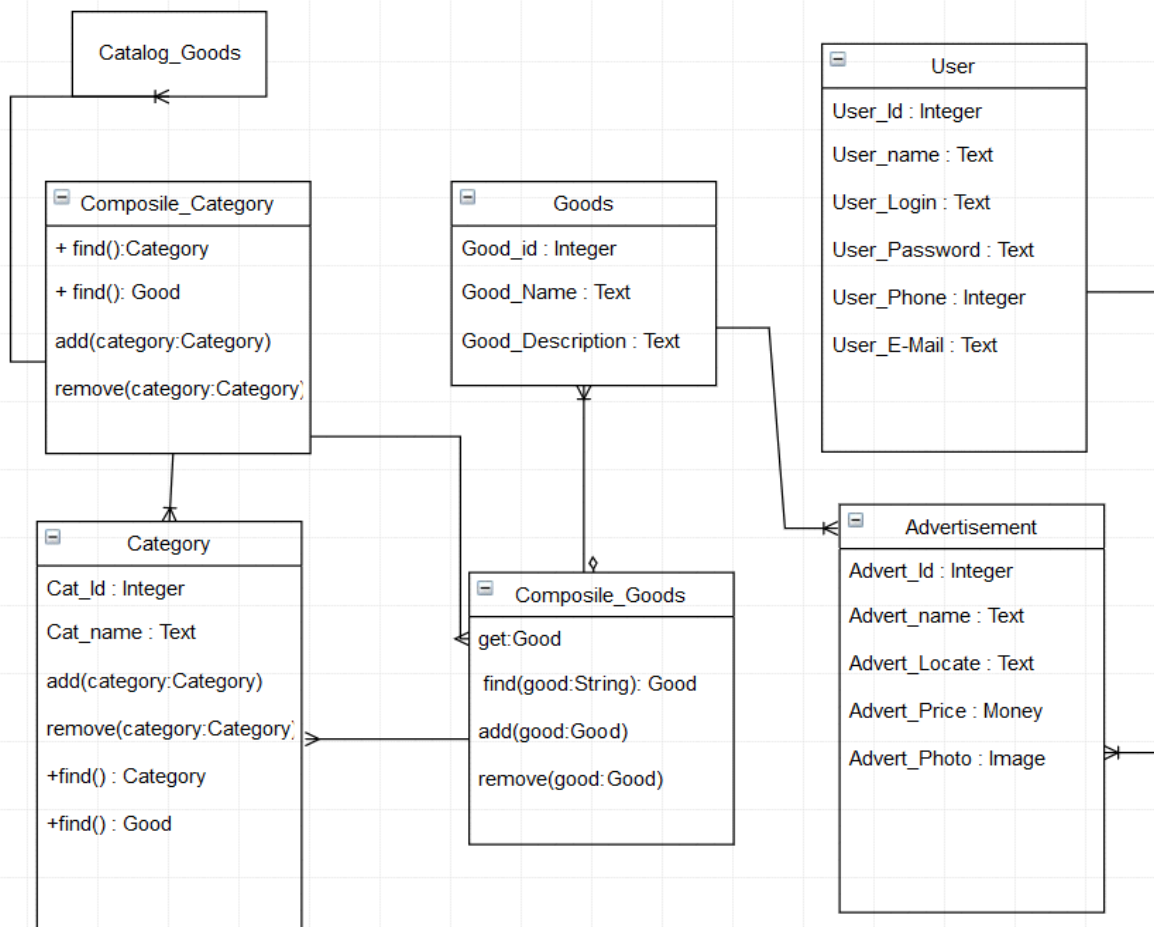 Catalog_Goods
Composile_Category
+ find():Category
+ find(): Good
add(category:Category)
remove(category:Category)
Goods
Good_id : Integer
Good_Name : Text
Good_Description : Text
User
User_Id : Integer
User_name : Text
User_Login : Text
User_Password : Text
User_Phone : Integer
User_E-Mail : Text
Category
Cat_Id : Integer
Cat_name : Text
add(category:Category)
remove(category:Category)
+find() : Category
+find() : Good
Composile_Goods
get:Good
find(good:String): Good
add(good:Good)
remove(good:Good)
Advertisement
Advert_Id : Integer
Advert_name : Text
Advert_Locate : Text
Advert_Price : Money
Advert_Photo : Image